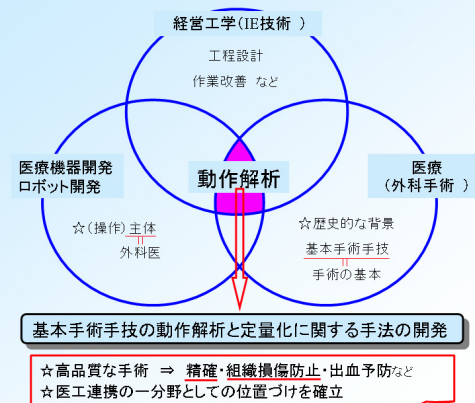 経営工学(IE技術 )
工程設計
作業改善 など
医療機器開発
ロボット開発
動作解析
医療
(外科手術 )
☆(操作)主体
外科医
☆歴史的な背景
基本手術手技
手術の基本
基本手術手技の動作解析と定量化に関する手法の開発
☆高品質な手術 ⇒ 精確・組織損傷防止・出血予防など
☆医工連携の一分野としての位置づけを確立